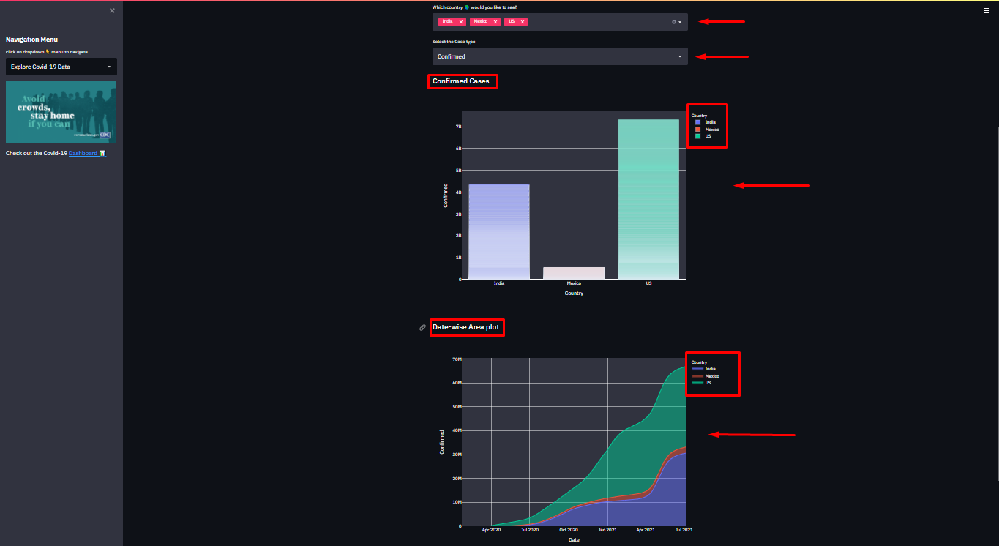 Navigation Menu
click on dropdown menu to navigate
Explore Covid-19 Data
Avoid
crowds,
stay home
if you can
CDC
Check out the Covid-19 Dashboard
Which country would you like to see?
India Mexico US
Select the Case type
Confirmed
Confirmed Cases
7B
6B
5B
4B
3B
2B
1B
0
Confirmed
India Mexico US
Country
Country
India
Mexico
US
Date-wise Area plot
70M
60M
50M
40M
30M
20M
10M
0
Confirmed
Apr 2020 Jul 2020 Oct 2020 Jan 2021 Apr 2021 Jul 2021
Date
Country
India
Mexico
US